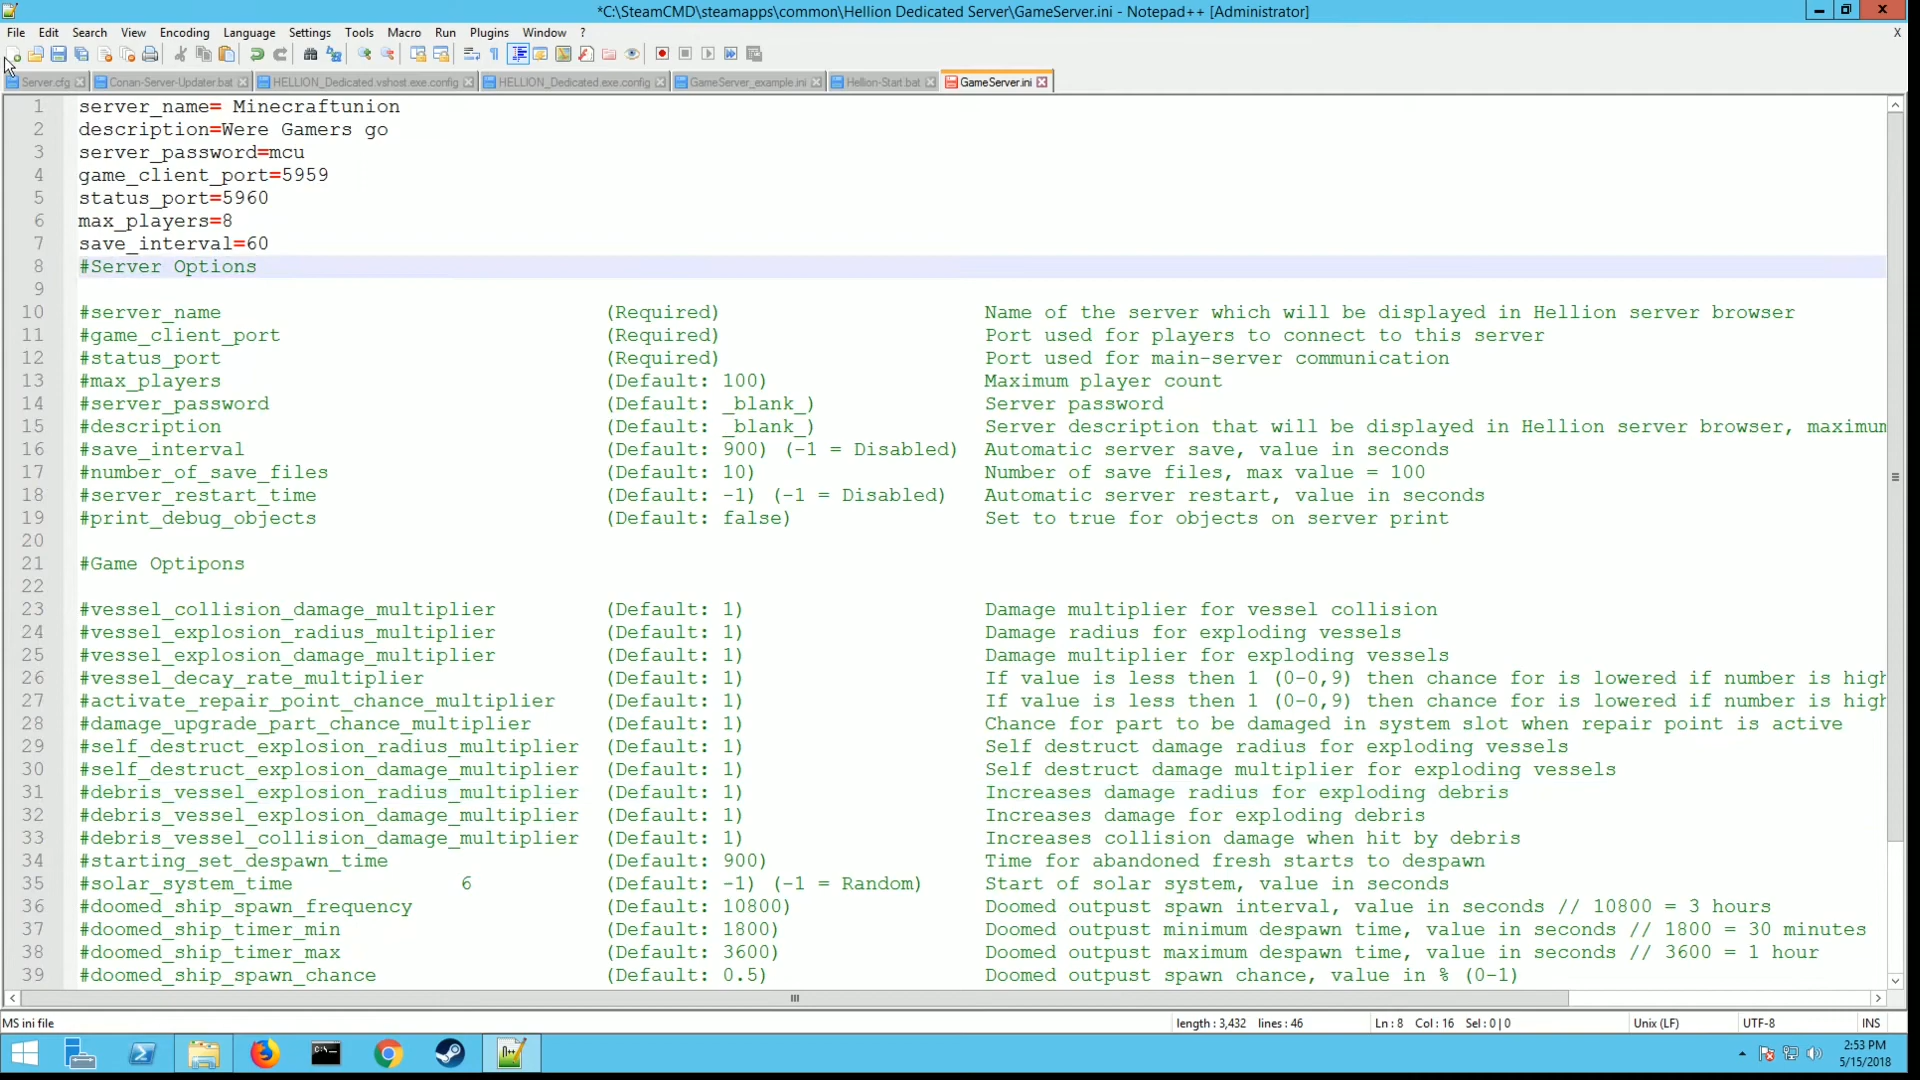 *C:\SteamCMD\steamapps\common\Hellion Dedicated Server\GameServer.ini - Notepad++ [Administrator]
File Edit Search View Encoding Language Settings Tools Macro Run Plugins Window ? X
Server.cfg Conan-Server-Updater.bat HELLION_Dedicated.vshost.exe.config HELLION_Dedicated.exe.config GameServer_example.ini Hellion-Start.bat GameServer.ini
1 server_name= Minecraftunion
2 description=Were Gamers go
3 server_password=mcu
4 game_client_port=5959
5 status_port=5960
6 max_players=8
7 save_interval=60
8 #Server Options
9
10 #server_name (Required) Name of the server which will be displayed in Hellion server browser
11 #game_client_port (Required) Port used for players to connect to this server
12 #status_port (Required) Port used for main-server communication
13 #max_players (Default: 100) Maximum player count
14 #server_password (Default: _blank_) Server password
15 #description (Default: _blank_) Server description that will be displayed in Hellion server browser, maximum
16 #save_interval (Default: 900) (-1 = Disabled) Automatic server save, value in seconds
17 #number_of_save_files (Default: 10) Number of save files, max value = 100
18 #server_restart_time (Default: -1) (-1 = Disabled) Automatic server restart, value in seconds
19 #print_debug_objects (Default: false) Set to true for objects on server print
20
21 #Game Optipons
22
23 #vessel_collision_damage_multiplier (Default: 1) Damage multiplier for vessel collision
24 #vessel_explosion_radius_multiplier (Default: 1) Damage radius for exploding vessels
25 #vessel_explosion_damage_multiplier (Default: 1) Damage multiplier for exploding vessels
26 #vessel_decay_rate_multiplier (Default: 1) If value is less then 1 (0-0,9) then chance for is lowered if number is high
27 #activate_repair_point_chance_multiplier (Default: 1) If value is less then 1 (0-0,9) then chance for is lowered if number is high
28 #damage_upgrade_part_chance_multiplier (Default: 1) Chance for part to be damaged in system slot when repair point is active
29 #self_destruct_explosion_radius_multiplier (Default: 1) Self destruct damage radius for exploding vessels
30 #self_destruct_explosion_damage_multiplier (Default: 1) Self destruct damage multiplier for exploding vessels
31 #debris_vessel_explosion_radius_multiplier (Default: 1) Increases damage radius for exploding debris
32 #debris_vessel_explosion_damage_multiplier (Default: 1) Increases damage for exploding debris
33 #debris_vessel_collision_damage_multiplier (Default: 1) Increases collision damage when hit by debris
34 #starting_set_despawn_time (Default: 900) Time for abandoned fresh starts to despawn
35 #solar_system_time 6 (Default: -1) (-1 = Random) Start of solar system, value in seconds
36 #doomed_ship_spawn_frequency (Default: 10800) Doomed outpust spawn interval, value in seconds // 10800 = 3 hours
37 #doomed_ship_timer_min (Default: 1800) Doomed outpust minimum despawn time, value in seconds // 1800 = 30 minutes
38 #doomed_ship_timer_max (Default: 3600) Doomed outpust maximum despawn time, value in seconds // 3600 = 1 hour
39 #doomed_ship_spawn_chance (Default: 0.5) Doomed outpust spawn chance, value in % (0-1)
MS ini file length : 3,432 lines : 46 Ln : 8 Col : 16 Sel : 0 | 0 Unix (LF) UTF-8 INS
2:53 PM
5/15/2018